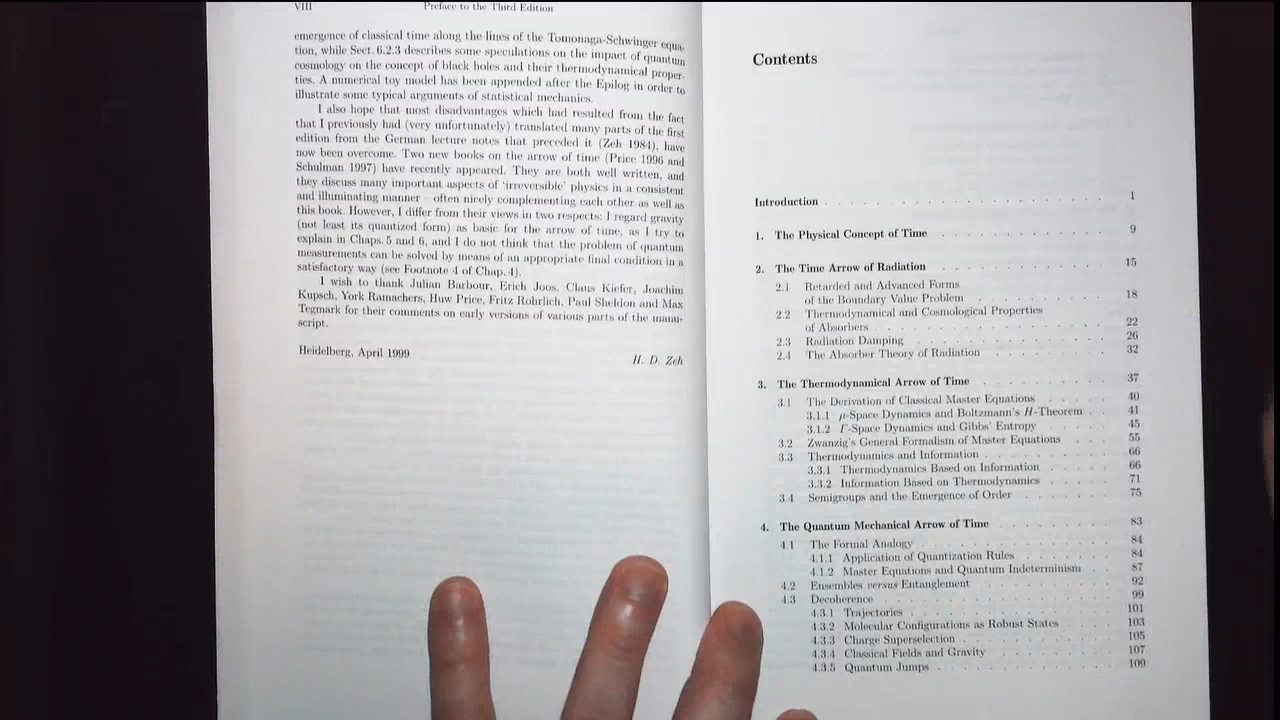 VIII Preface to the Third Edition
emergence of classical time along the lines of the Tomonaga-Schwinger equa-
tion, while Sect. 6.2.3 describes some speculations on the impact of quantum
cosmology on the concept of black holes and their thermodynamical proper-
ties. A numerical toy model has been appended after the Epilog in order to
illustrate some typical arguments of statistical mechanics.
I also hope that most disadvantages which had resulted from the fact
that I previously had (very unfortunately) translated many parts of the first
edition from the German lecture notes that preceded it (Zeh 1984), have
now been overcome. Two new books on the arrow of time (Price 1996 and
Schulman 1997) have recently appeared. They are both well written, and
they discuss many important aspects of 'irreversible' physics in a consistent
and illuminating manner – often nicely complementing each other as well as
this book. However, I differ from their views in two respects: I regard gravity
(not least its quantized form) as basic for the arrow of time, as I try to
explain in Chaps. 5 and 6, and I do not think that the problem of quantum
measurements can be solved by means of an appropriate final condition in a
satisfactory way (see Footnote 4 of Chap. 4).
I wish to thank Julian Barbour, Erich Joos, Claus Kiefer, Joachim
Kupsch, York Ramachers, Huw Price, Fritz Rohrlich, Paul Sheldon and Max
Tegmark for their comments on early versions of various parts of the manu-
script.
Heidelberg, April 1999 H. D. Zeh
Contents
Introduction . . . . . . . . . . . . . . . . 1
1. The Physical Concept of Time . . . . . . . . . . 9
2. The Time Arrow of Radiation . . . . . . . . . . 15
2.1 Retarded and Advanced Forms
of the Boundary Value Problem . . . . . . . . 18
2.2 Thermodynamical and Cosmological Properties
of Absorbers . . . . . . . . . . . . . . 22
2.3 Radiation Damping . . . . . . . . . . . . 26
2.4 The Absorber Theory of Radiation . . . . . . . 32
3. The Thermodynamical Arrow of Time . . . . . . . . 37
3.1 The Derivation of Classical Master Equations . . . . . 40
3.1.1 μ-Space Dynamics and Boltzmann's H-Theorem . . 41
3.1.2 Γ-Space Dynamics and Gibbs' Entropy . . . . . 45
3.2 Zwanzig's General Formalism of Master Equations . . . 55
3.3 Thermodynamics and Information . . . . . . . . 66
3.3.1 Thermodynamics Based on Information . . . . . 66
3.3.2 Information Based on Thermodynamics . . . . . 71
3.4 Semigroups and the Emergence of Order . . . . . . 75
4. The Quantum Mechanical Arrow of Time . . . . . . . 83
4.1 The Formal Analogy . . . . . . . . . . . . 84
4.1.1 Application of Quantization Rules . . . . . . 84
4.1.2 Master Equations and Quantum Indeterminism . . 87
4.2 Ensembles versus Entanglement . . . . . . . . . 92
4.3 Decoherence . . . . . . . . . . . . . . 99
4.3.1 Trajectories . . . . . . . . . . . . 101
4.3.2 Molecular Configurations as Robust States . . . . 103
4.3.3 Charge Superselection . . . . . . . . . 105
4.3.4 Classical Fields and Gravity . . . . . . . . 107
4.3.5 Quantum Jumps . . . . . . . . . . . 109